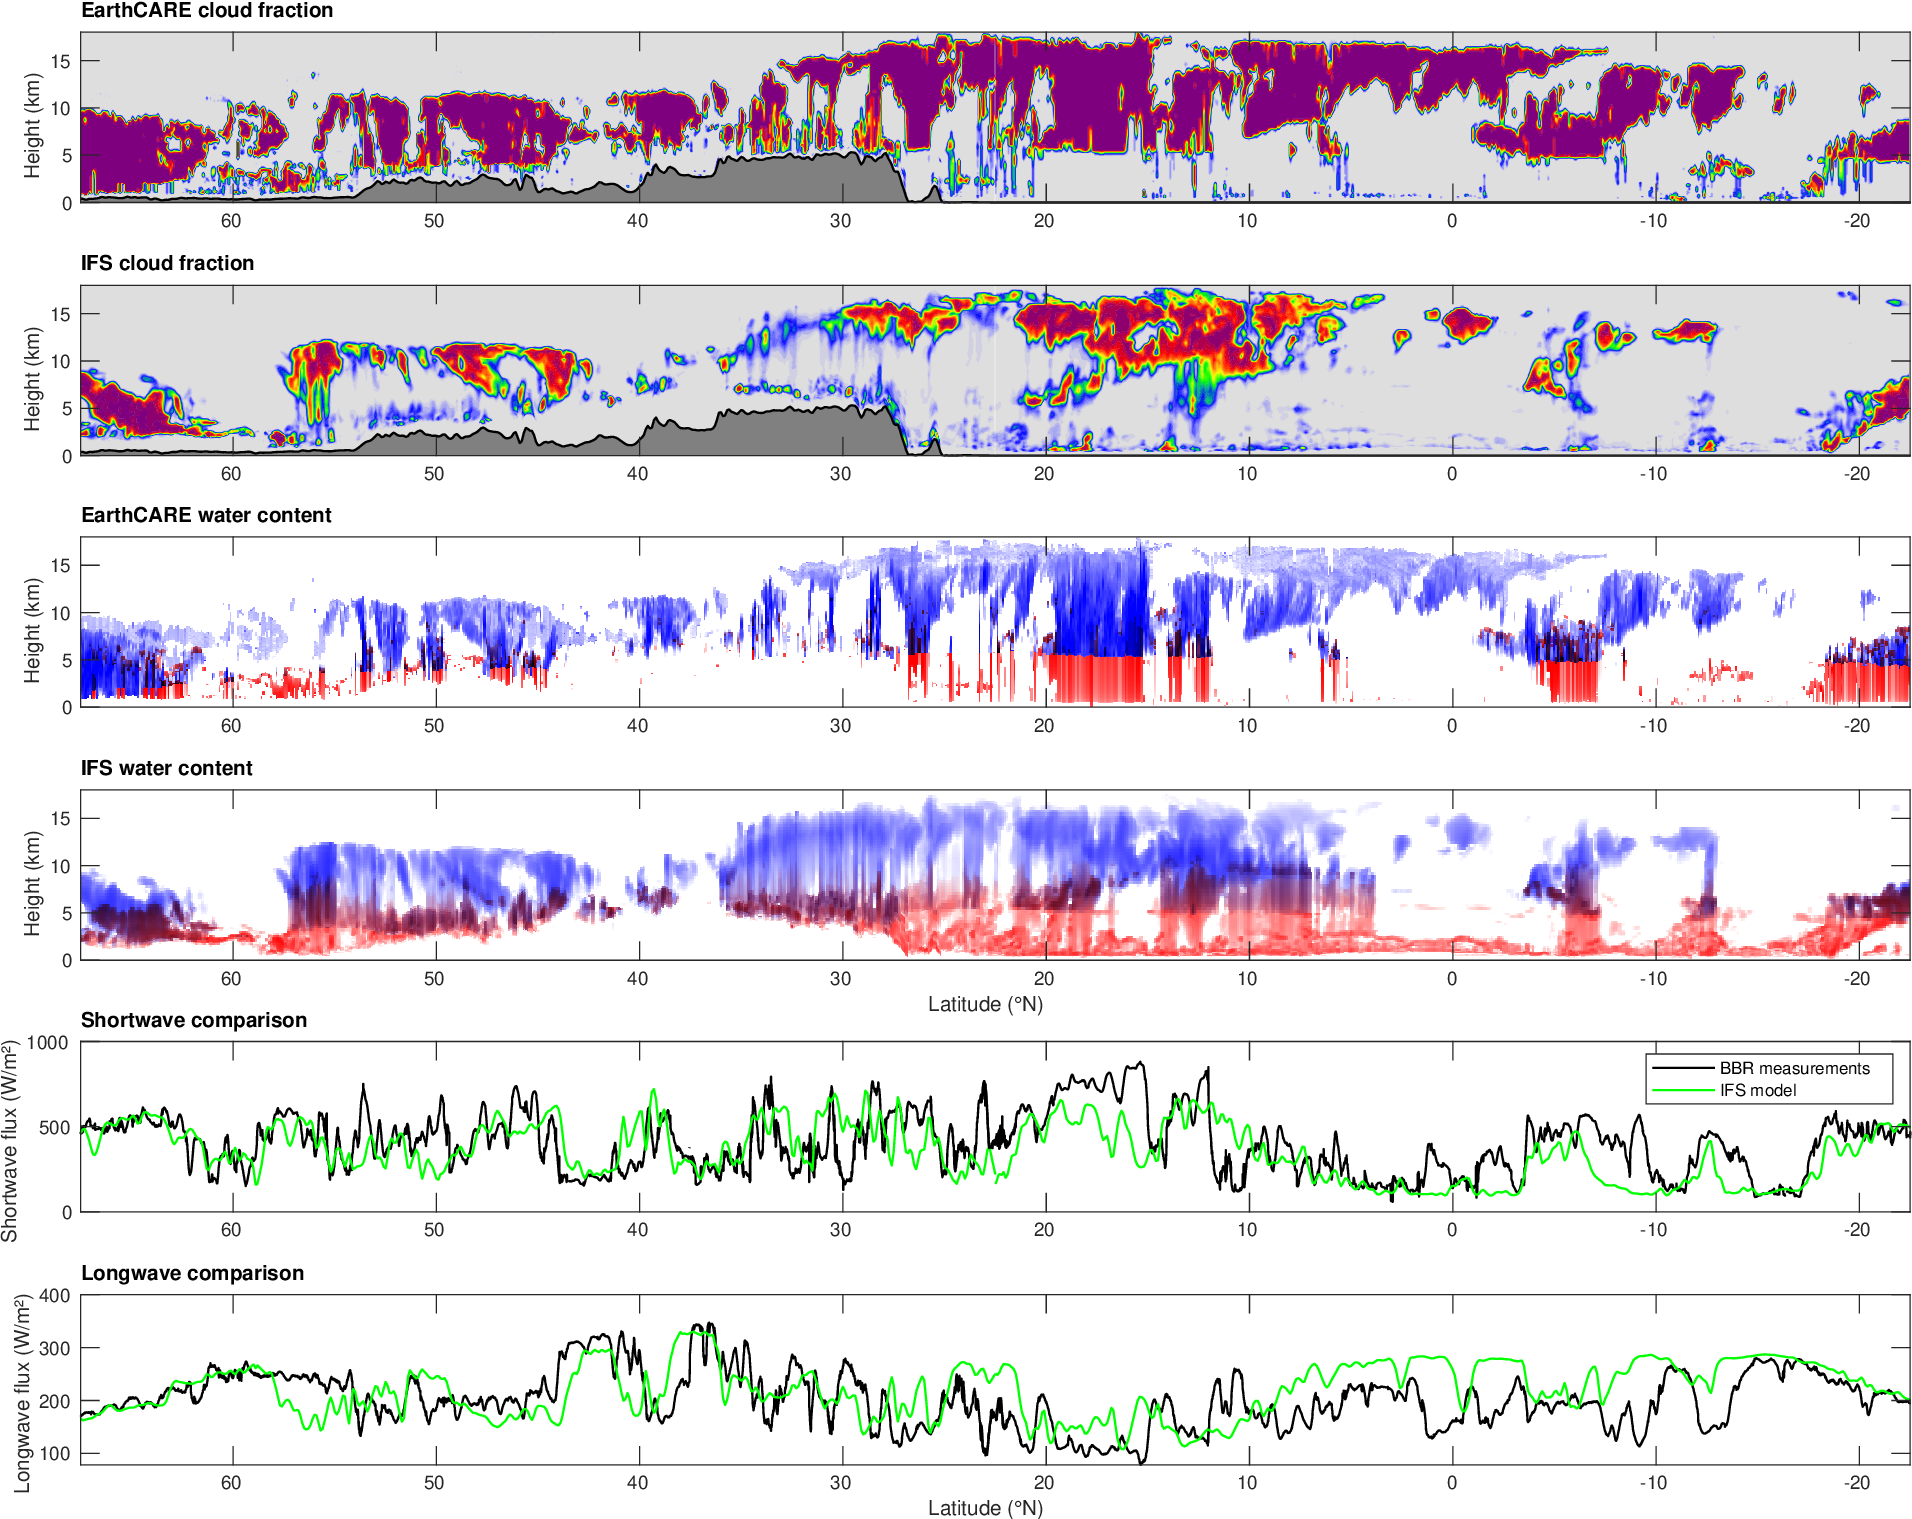 EarthCARE cloud fraction
Height (km)
15
10
5
0
60 50 40 30 20 10 0 -10 -20
IFS cloud fraction
Height (km)
15
10
5
0
60 50 40 30 20 10 0 -10 -20
EarthCARE water content
Height (km)
15
10
5
0
60 50 40 30 20 10 0 -10 -20
IFS water content
Height (km)
15
10
5
0
60 50 40 30 20 10 0 -10 -20
Latitude (°N)
Shortwave comparison
Shortwave flux (W/m²)
1000
500
0
BBR measurements
IFS model
60 50 40 30 20 10 0 -10 -20
Longwave comparison
Longwave flux (W/m²)
400
300
200
100
60 50 40 30 20 10 0 -10 -20
Latitude (°N)